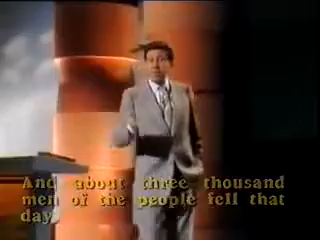 And about three thousand
men of the people fell that
day